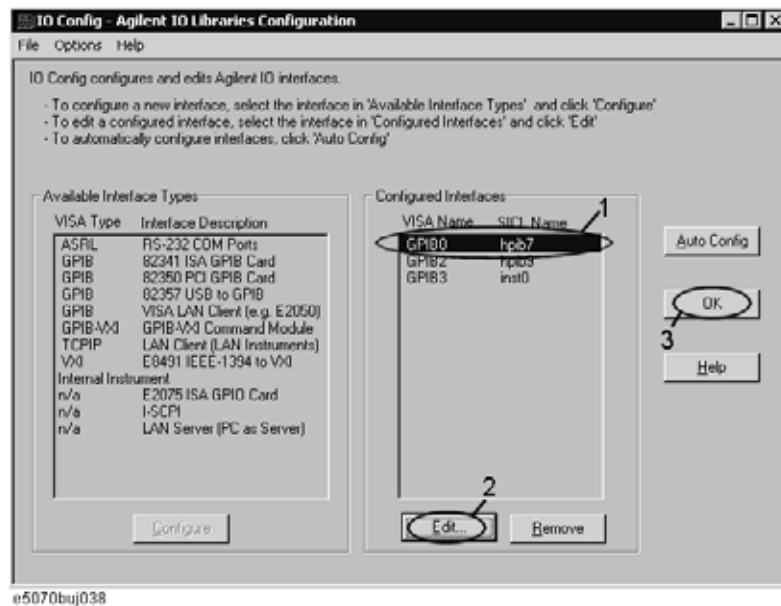 IO Config - Agilent IO Libraries Configuration
File Options Help
IO Config configures and edits Agilent IO interfaces.
- To configure a new interface, select the interface in 'Available Interface Types' and click 'Configure'
- To edit a configured interface, select the interface in 'Configured Interfaces' and click 'Edit'
- To automatically configure interfaces, click 'Auto Config'
Available Interface Types
VISA Type Interface Description
ASRL RS-232 COM Ports
GPIB 82341 ISA GPIB Card
GPIB 82350 PCI GPIB Card
GPIB 82357 USB to GPIB
GPIB VISA LAN Client (e.g. E2050)
GPIB-VXI GPIB-VXI Command Module
TCPIP LAN Client (LAN Instruments)
VXI E8491 IEEE-1394 to VXI
Internal Instrument
n/a E2075 ISA GPIO Card
n/a I-SCPI
n/a LAN Server (PC as Server)
Configure
Configured Interfaces
1
VISA Name SICL Name
GPIB0 hpib7
GPIB2 hpib9
GPIB3 inst0
2
Edit... Remove
Auto Config
OK
3
Help
e5070buj038